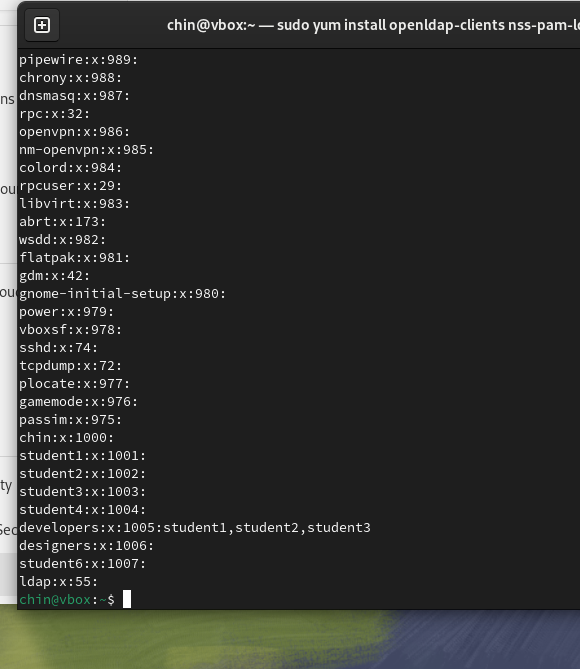 chin@vbox:~ — sudo yum install openldap-clients nss-pam-l
pipewire:x:989:
chrony:x:988:
dnsmasq:x:987:
rpc:x:32:
openvpn:x:986:
nm-openvpn:x:985:
colord:x:984:
rpcuser:x:29:
libvirt:x:983:
abrt:x:173:
wsdd:x:982:
flatpak:x:981:
gdm:x:42:
gnome-initial-setup:x:980:
power:x:979:
vboxsf:x:978:
sshd:x:74:
tcpdump:x:72:
plocate:x:977:
gamemode:x:976:
passim:x:975:
chin:x:1000:
student1:x:1001:
student2:x:1002:
student3:x:1003:
student4:x:1004:
developers:x:1005:student1,student2,student3
designers:x:1006:
student6:x:1007:
ldap:x:55:
chin@vbox:~$